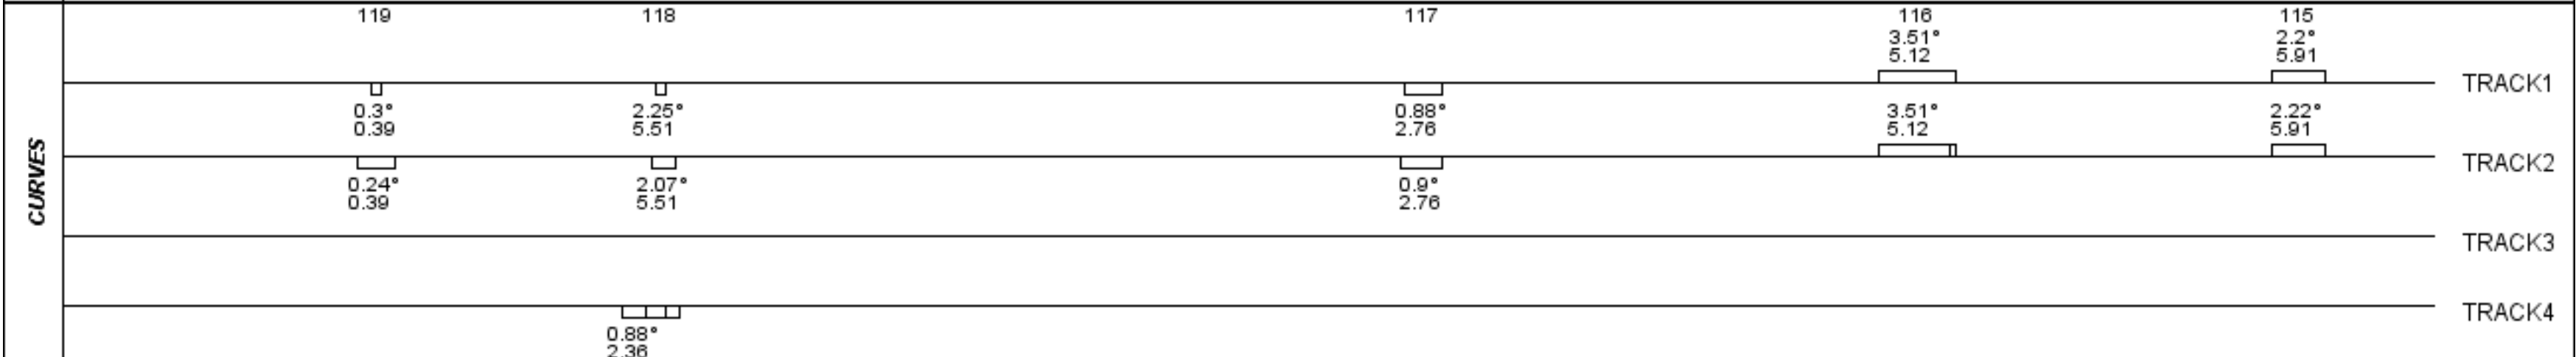 119 118 117 116 115
3.51° 2.2°
5.12 5.91
TRACK1
0.3° 2.25° 0.88° 3.51° 2.22°
0.39 5.51 2.76 5.12 5.91
CURVES
TRACK2
0.24° 2.07° 0.9°
0.39 5.51 2.76
TRACK3
TRACK4
0.88°
2.36